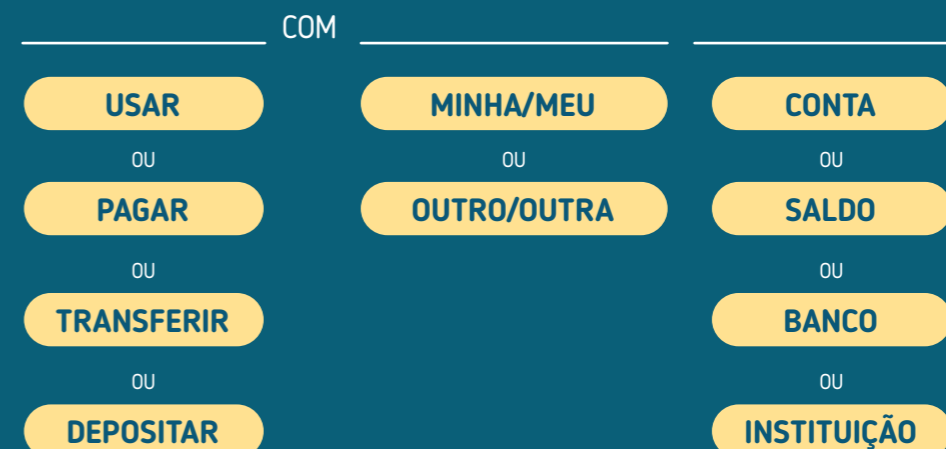 COM
USAR MINHA/MEU CONTA
OU OU OU
PAGAR OUTRO/OUTRA SALDO
OU OU
TRANSFERIR BANCO
OU OU
DEPOSITAR INSTITUIÇÃO